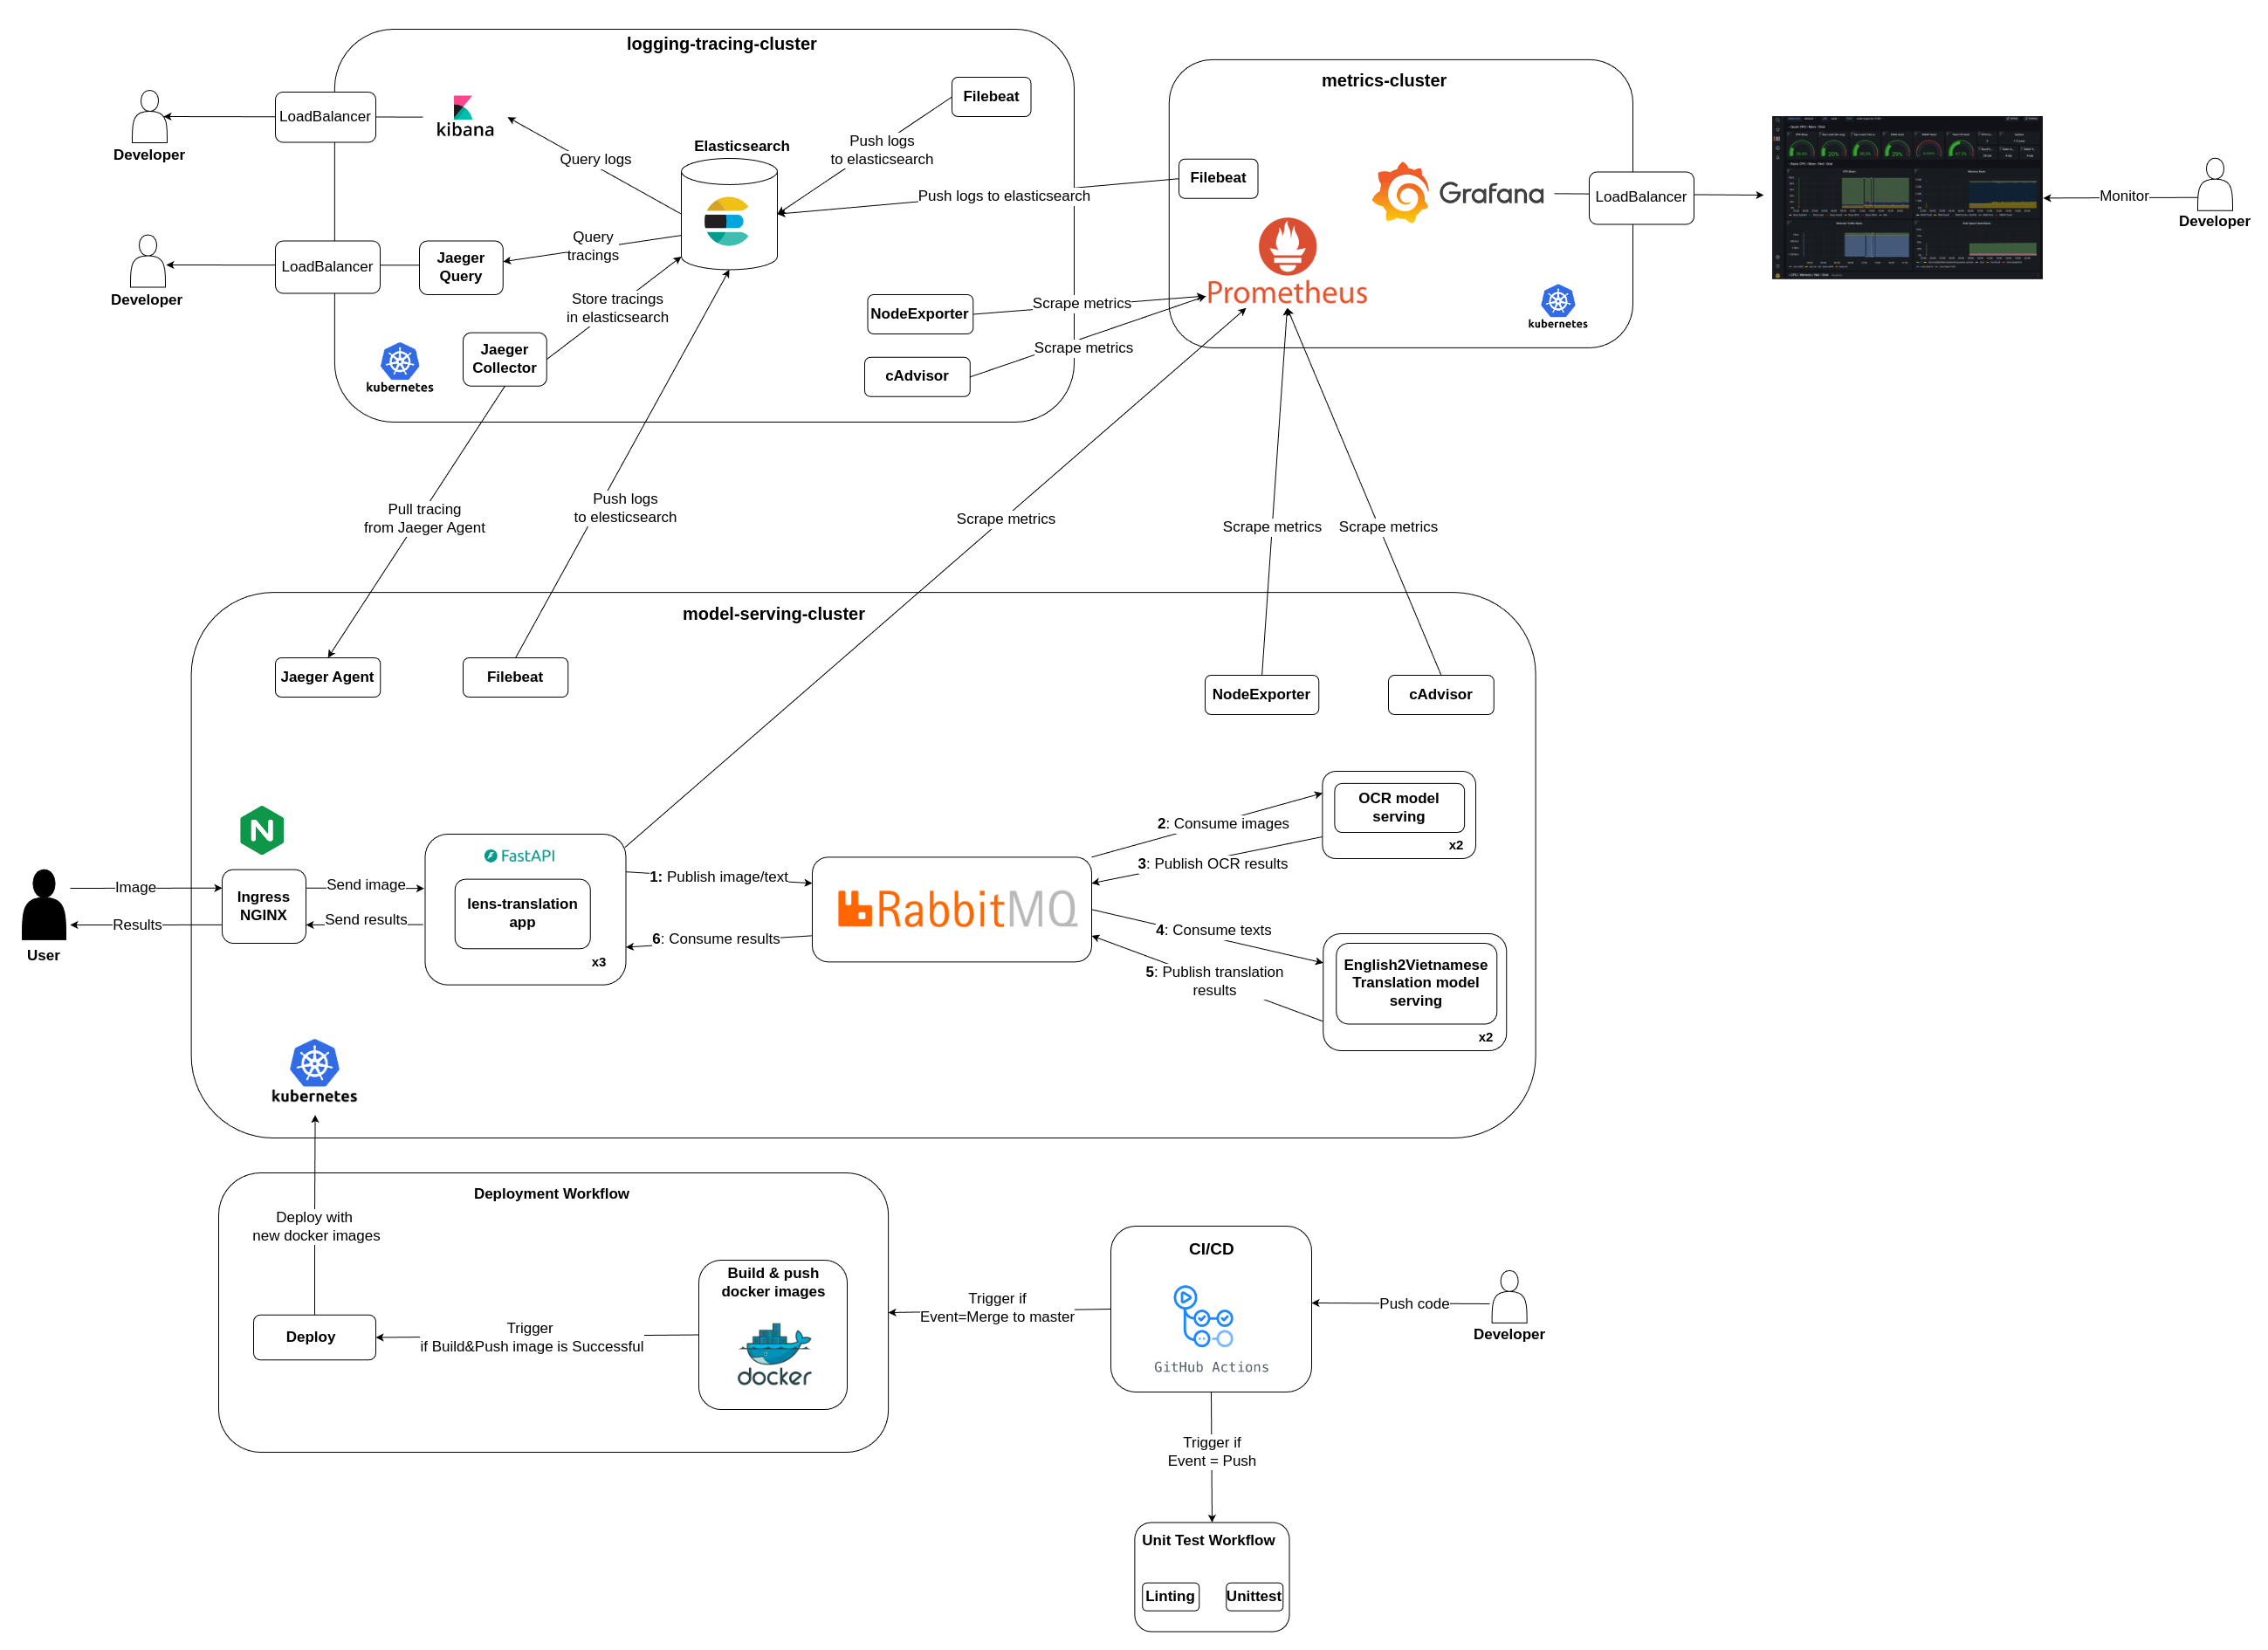 logging-tracing-cluster
LoadBalancer
Developer
kibana
Query logs
Elasticsearch
Filebeat
Push logs
to elasticsearch
LoadBalancer
Developer
Jaeger
Query
Query
tracings
Store tracings
in elasticsearch
Jaeger
Collector
kubernetes
NodeExporter
cAdvisor
Scrape metrics
Scrape metrics
metrics-cluster
Filebeat
Push logs to elasticsearch
Grafana
Prometheus
kubernetes
LoadBalancer
Monitor
Developer
Pull tracing
from Jaeger Agent
Push logs
to elesticsearch
Scrape metrics
Scrape metrics
Scrape metrics
model-serving-cluster
Jaeger Agent
Filebeat
NodeExporter
cAdvisor
User
Image
Results
Ingress
NGINX
Send image
Send results
FastAPI
lens-translation
app
x3
1: Publish image/text
6: Consume results
RabbitMQ
2: Consume images
3: Publish OCR results
4: Consume texts
5: Publish translation
results
OCR model
serving
x2
English2Vietnamese
Translation model
serving
x2
kubernetes
Deployment Workflow
Deploy with
new docker images
Deploy
Trigger
if Build&Push image is Successful
Build & push
docker images
docker
Trigger if
Event=Merge to master
CI/CD
GitHub Actions
Push code
Developer
Trigger if
Event = Push
Unit Test Workflow
Linting
Unittest